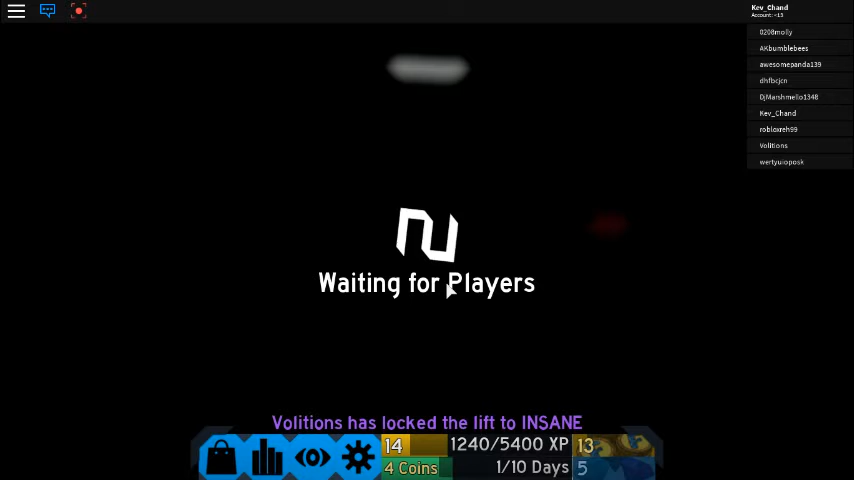 Kev_Chand
Account: <13
0208molly
AKbumblebees
awesomepanda139
dhfbcjcn
DjMarshmello1348
Kev_Chand
robloxreh99
Volitions
wertyuioposk
Waiting for Players
Volitions has locked the lift to INSANE
14 1240/5400 XP 13
4 Coins 1/10 Days 5